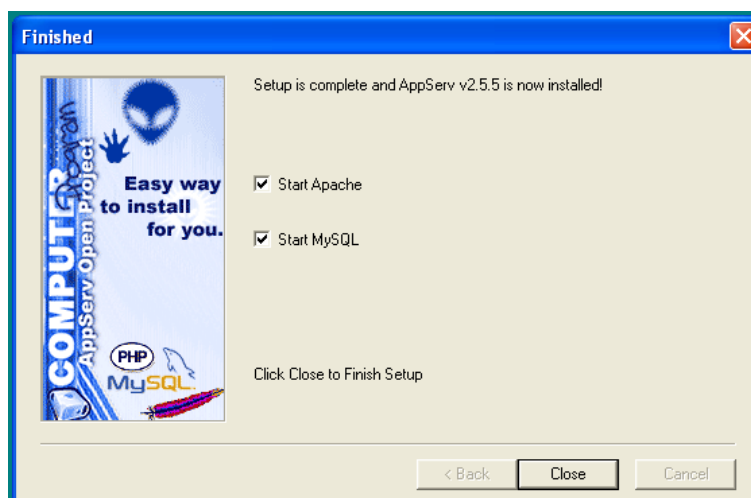 Finished
Setup is complete and AppServ v2.5.5 is now installed!
COMPUTER
Program
AppServ Open Project
Easy way
to install
for you.
PHP
MySQL
Start Apache
Start MySQL
Click Close to Finish Setup
< Back
Close
Cancel